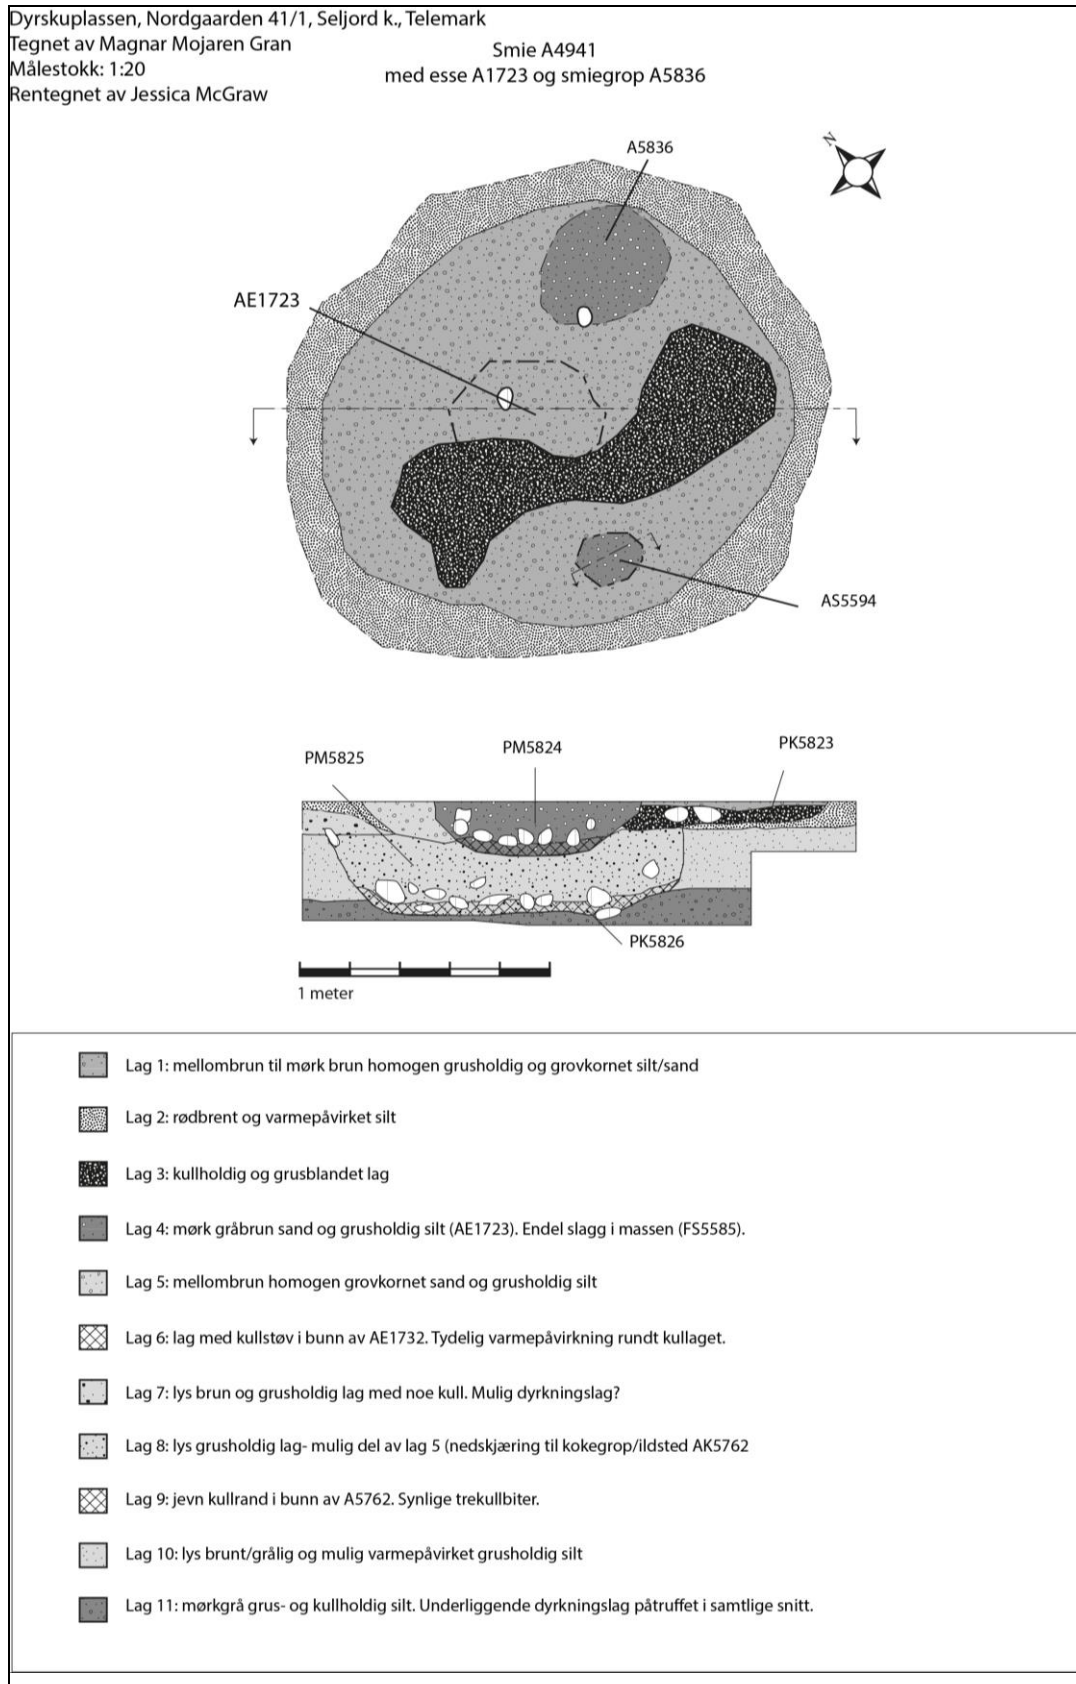 Dyrskuplassen, Nordgaarden 41/1, Seljord k., Telemark
Tegnet av Magnar Mojaren Gran
Målestokk: 1:20
Rentegnet av Jessica McGraw
Smie A4941
med esse A1723 og smiegrop A5836
N
A5836
AE1723
AS5594
PM5825
PM5824
PK5823
PK5826
1 meter
Lag 1: mellombrun til mørk brun homogen grusholdig og grovkornet silt/sand
Lag 2: rødbrent og varmepåvirket silt
Lag 3: kullholdig og grusblandet lag
Lag 4: mørk gråbrun sand og grusholdig silt (AE1723). Endel slagg i massen (FS5585).
Lag 5: mellombrun homogen grovkornet sand og grusholdig silt
Lag 6: lag med kullstøv i bunn av AE1732. Tydelig varmepåvirkning rundt kullaget.
Lag 7: lys brun og grusholdig lag med noe kull. Mulig dyrkningslag?
Lag 8: lys grusholdig lag- mulig del av lag 5 (nedskjæring til kokegrop/ildsted AK5762
Lag 9: jevn kullrand i bunn av A5762. Synlige trekullbiter.
Lag 10: lys brunt/grålig og mulig varmepåvirket grusholdig silt
Lag 11: mørkgrå grus- og kullholdig silt. Underliggende dyrkningslag påtruffet i samtlige snitt.